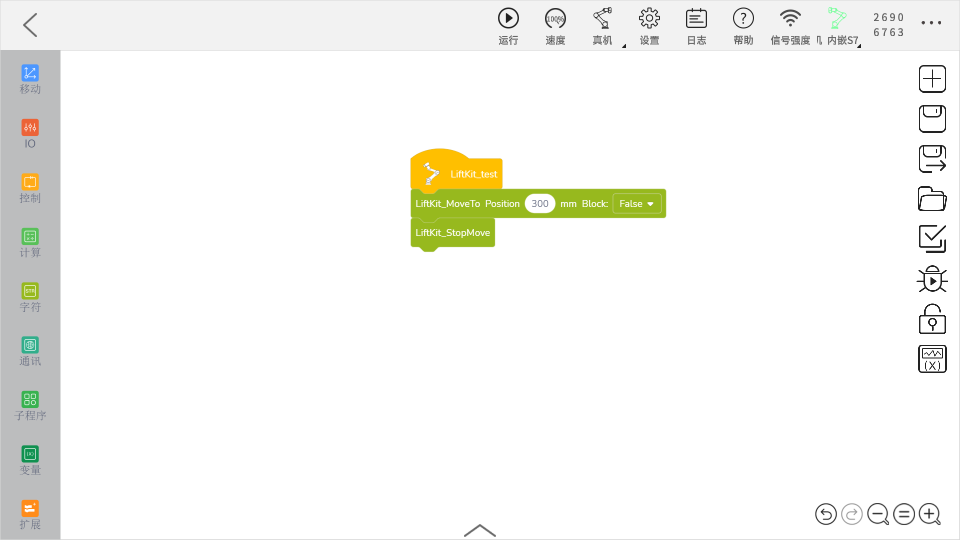 100%
运行
速度
真机
设置
日志
帮助
信号强度
内嵌S7
2690
6763
移动
IO
控制
计算
STR
字符
通讯
子程序
变量
扩展
LiftKit_test
LiftKit_MoveTo Position 300 mm Block: False
LiftKit_StopMove
(X)